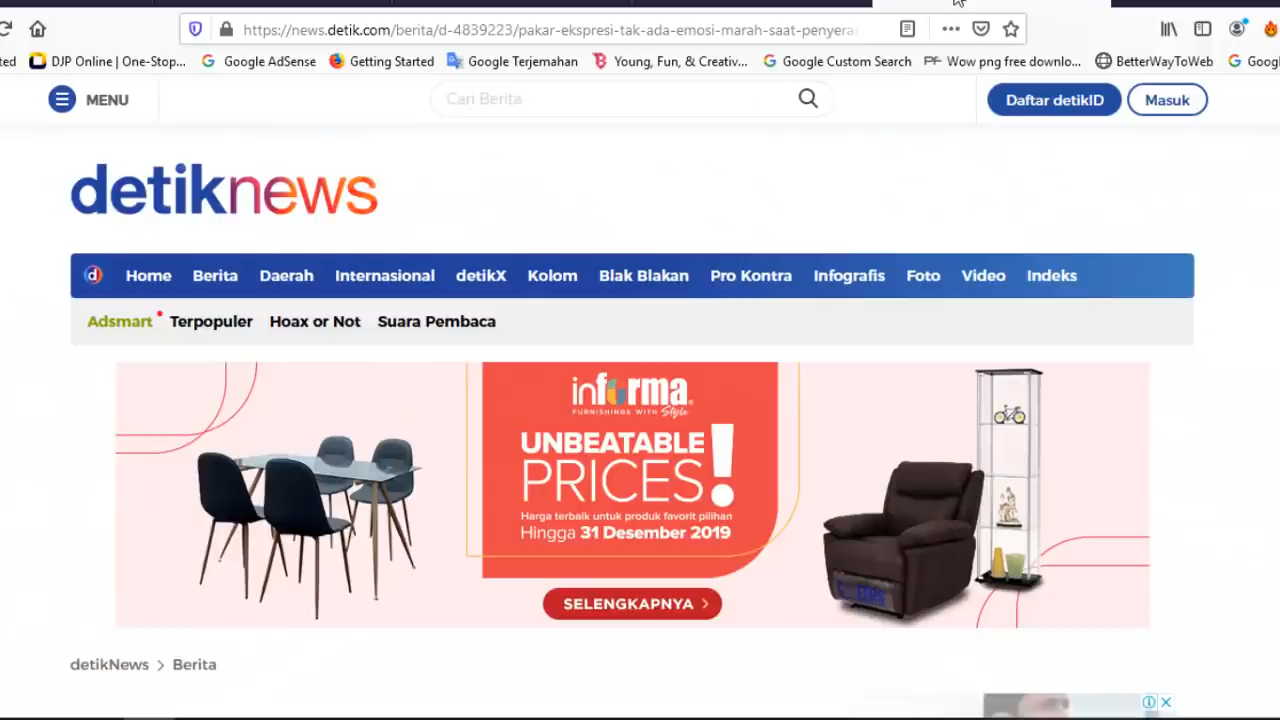 https://news.detik.com/berita/d-4839223/pakar-ekspresi-tak-ada-emosi-marah-saat-penyera
ted DJP Online | One-Stop... Google AdSense Getting Started Google Terjemahan Young, Fun, & Creativ... Google Custom Search Wow png free downlo... BetterWayToWeb Goog
MENU Cari Berita Daftar detikID Masuk
detiknews
d Home Berita Daerah Internasional detikX Kolom Blak Blakan Pro Kontra Infografis Foto Video Indeks
Adsmart Terpopuler Hoax or Not Suara Pembaca
informa
FURNISHINGS WITH Style
UNBEATABLE
PRICES!
Harga terbaik untuk produk favorit pilihan
Hingga 31 Desember 2019
SELENGKAPNYA >
detikNews > Berita